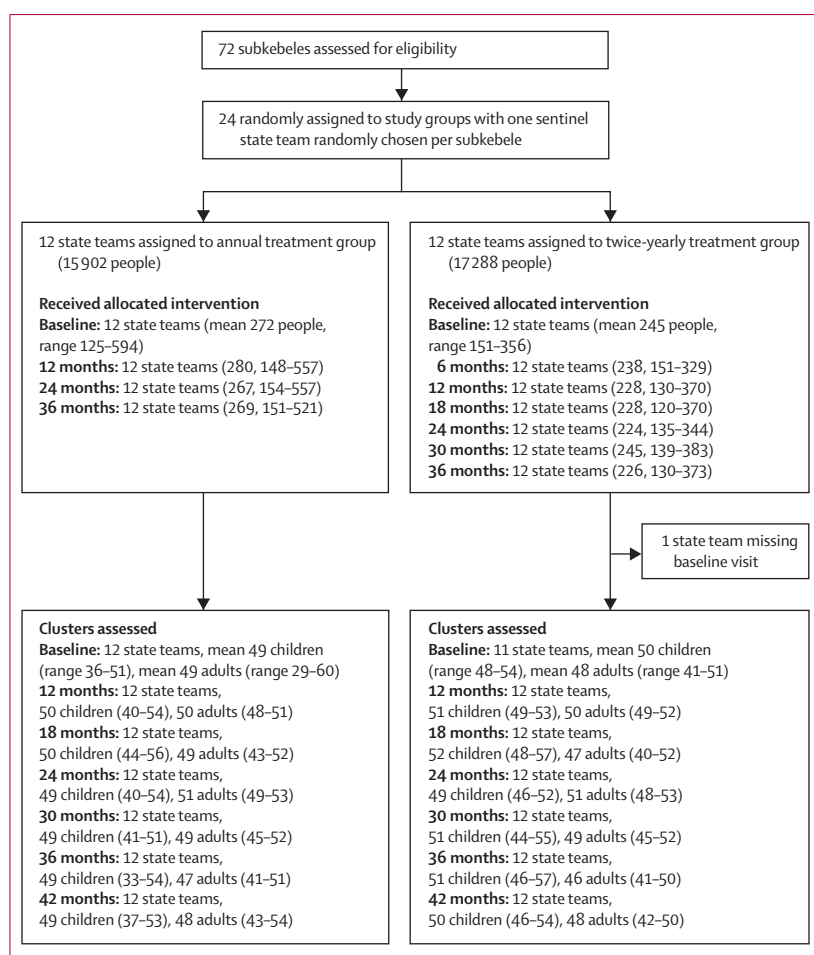 72 subkebeles assessed for eligibility
24 randomly assigned to study groups with one sentinel
state team randomly chosen per subkebele
12 state teams assigned to annual treatment group
(15 902 people)
Received allocated intervention
Baseline: 12 state teams (mean 272 people,
range 125–594)
12 months: 12 state teams (280, 148–557)
24 months: 12 state teams (267, 154–557)
36 months: 12 state teams (269, 151–521)
12 state teams assigned to twice-yearly treatment group
(17 288 people)
Received allocated intervention
Baseline: 12 state teams (mean 245 people,
range 151–356)
6 months: 12 state teams (238, 151–329)
12 months: 12 state teams (228, 130–370)
18 months: 12 state teams (228, 120–370)
24 months: 12 state teams (224, 135–344)
30 months: 12 state teams (245, 139–383)
36 months: 12 state teams (226, 130–373)
1 state team missing
baseline visit
Clusters assessed
Baseline: 12 state teams, mean 49 children
(range 36–51), mean 49 adults (range 29–60)
12 months: 12 state teams,
50 children (40–54), 50 adults (48–51)
18 months: 12 state teams,
50 children (44–56), 49 adults (43–52)
24 months: 12 state teams,
49 children (40–54), 51 adults (49–53)
30 months: 12 state teams,
49 children (41–51), 49 adults (45–52)
36 months: 12 state teams,
49 children (33–54), 47 adults (41–51)
42 months: 12 state teams,
49 children (37–53), 48 adults (43–54)
Clusters assessed
Baseline: 11 state teams, mean 50 children
(range 48–54), mean 48 adults (range 41–51)
12 months: 12 state teams,
51 children (49–53), 50 adults (49–52)
18 months: 12 state teams,
52 children (48–57), 47 adults (40–52)
24 months: 12 state teams,
49 children (46–52), 51 adults (48–53)
30 months: 12 state teams,
51 children (44–55), 49 adults (45–52)
36 months: 12 state teams,
51 children (46–57), 46 adults (41–50)
42 months: 12 state teams,
50 children (46–54), 48 adults (42–50)